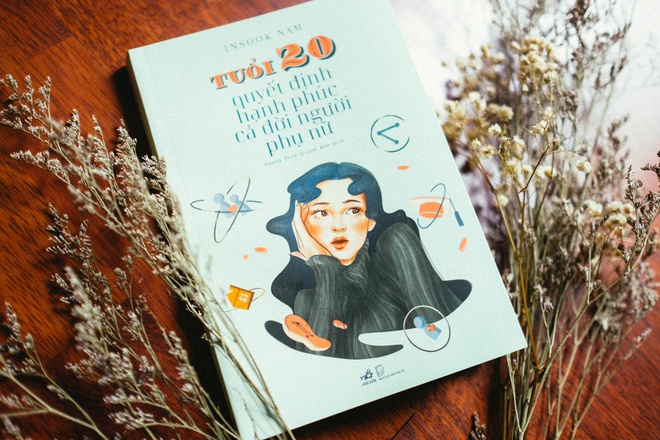 INSOOK NAM
TUỔI 20
quyết định
hạnh phúc
cả đời người
phụ nữ